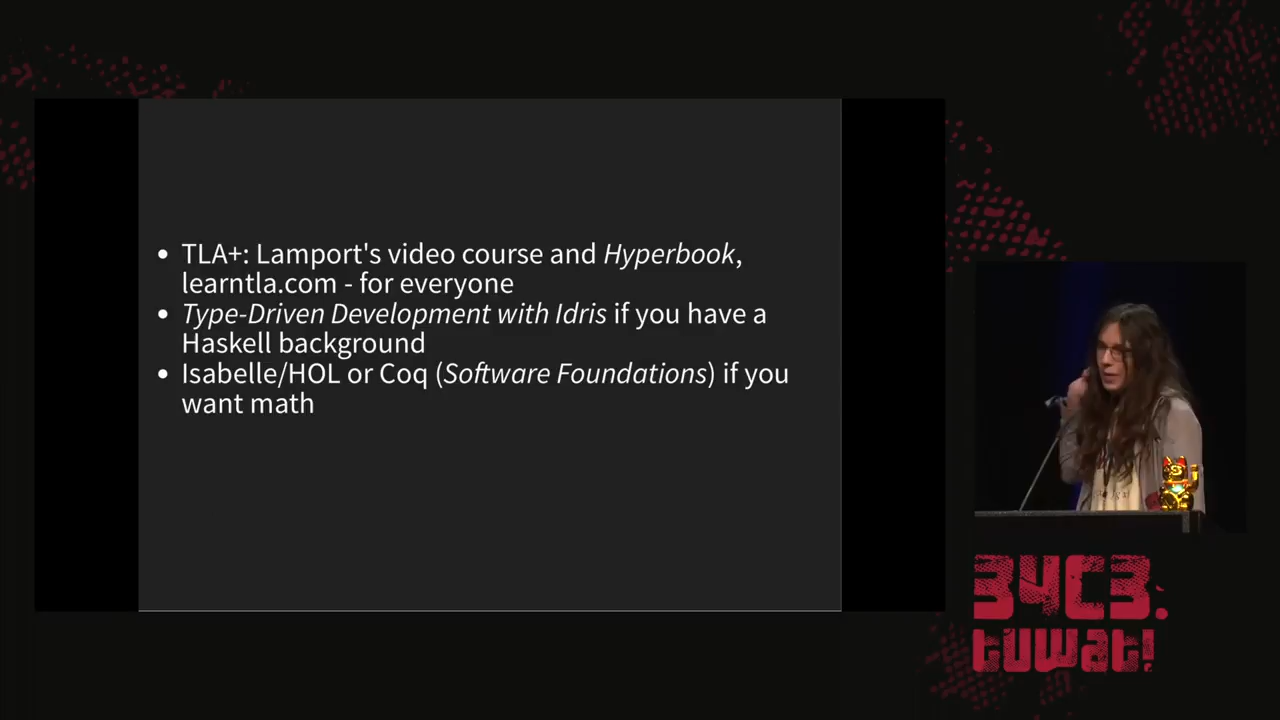 • TLA+: Lamport's video course and Hyperbook,
learntla.com - for everyone
• Type-Driven Development with Idris if you have a
Haskell background
• Isabelle/HOL or Coq (Software Foundations) if you
want math
34C3.
tuwat!